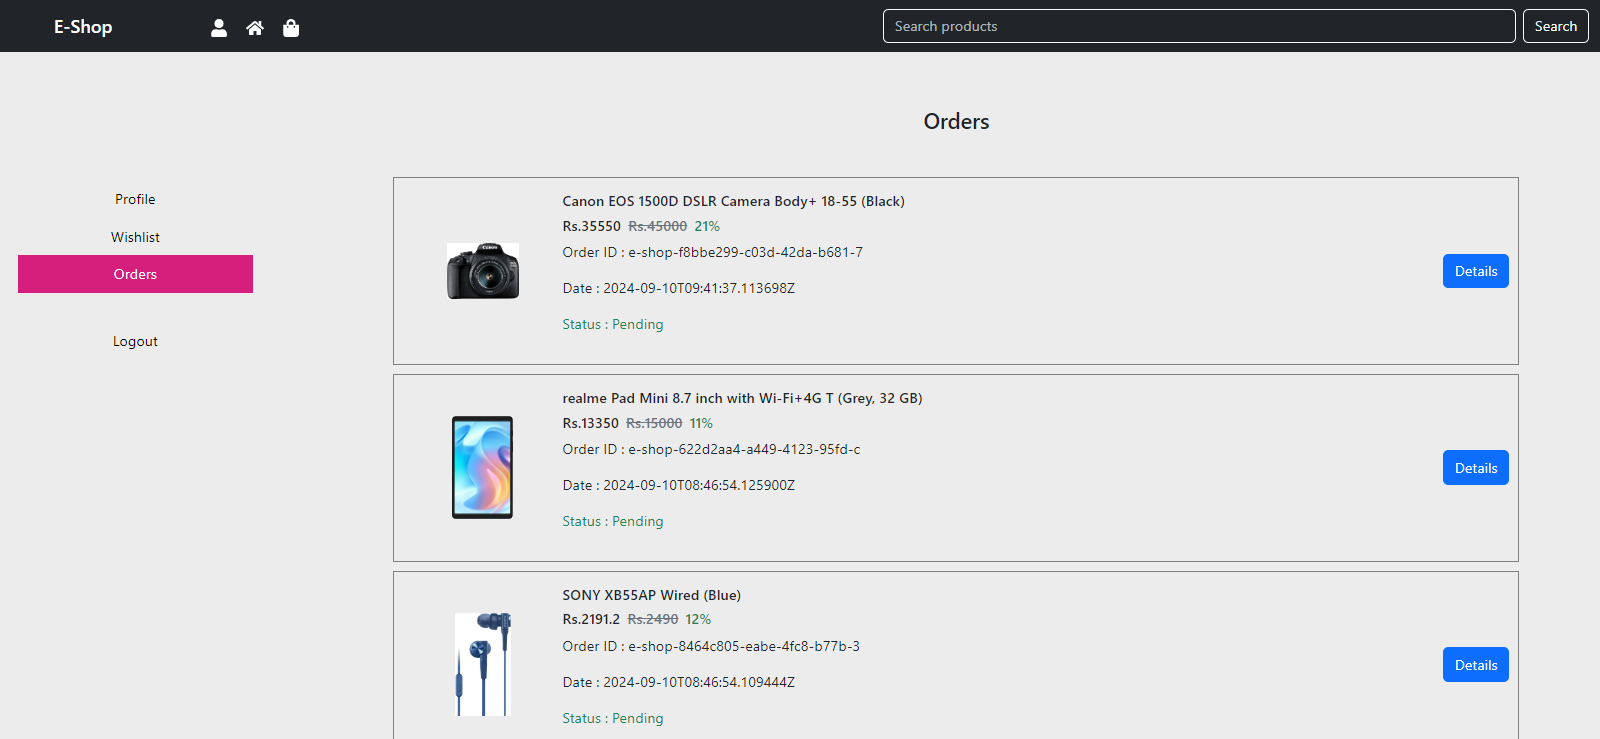 E-Shop
Search products
Search
Orders
Profile
Wishlist
Orders
Logout
Canon EOS 1500D DSLR Camera Body+ 18-55 (Black)
Rs.35550 Rs.45000 21%
Order ID : e-shop-f8bbe299-c03d-42da-b681-7
Date : 2024-09-10T09:41:37.113698Z
Status : Pending
Details
realme Pad Mini 8.7 inch with Wi-Fi+4G T (Grey, 32 GB)
Rs.13350 Rs.15000 11%
Order ID : e-shop-622d2aa4-a449-4123-95fd-c
Date : 2024-09-10T08:46:54.125900Z
Status : Pending
Details
SONY XB55AP Wired (Blue)
Rs.2191.2 Rs.2490 12%
Order ID : e-shop-8464c805-eabe-4fc8-b77b-3
Date : 2024-09-10T08:46:54.109444Z
Status : Pending
Details
Canon